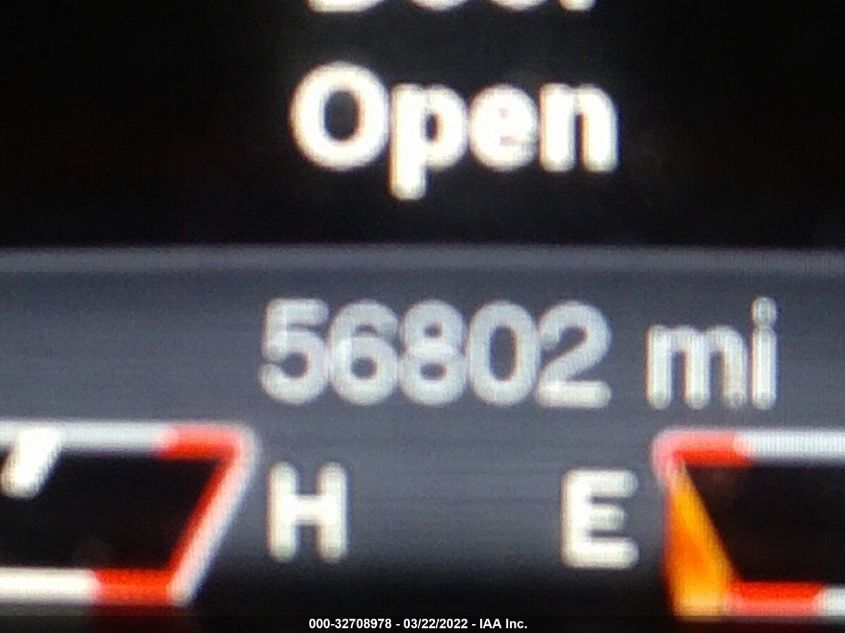 Open
56802 mi
H E
000-32708978 - 03/22/2022 - IAA Inc.